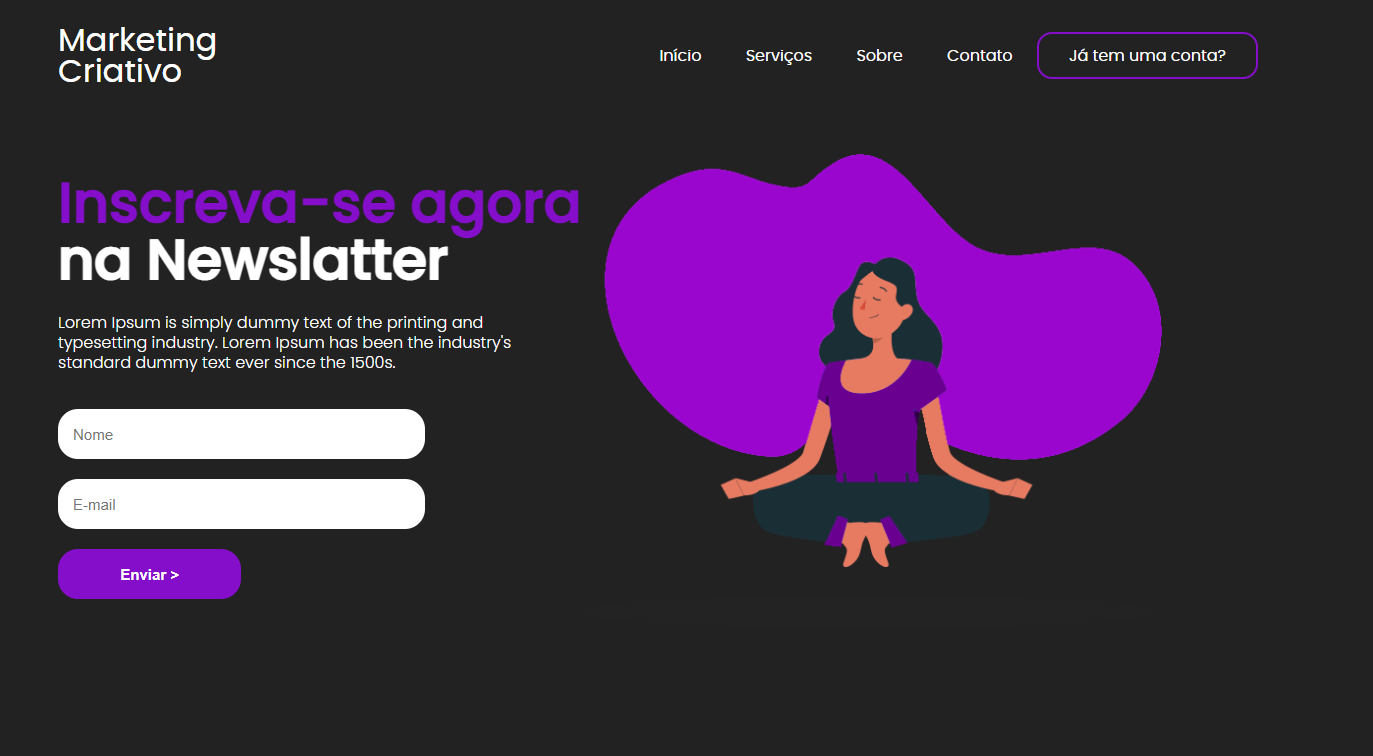 Marketing
Criativo
Início Serviços Sobre Contato Já tem uma conta?
Inscreva-se agora
na Newslatter
Lorem Ipsum is simply dummy text of the printing and
typesetting industry. Lorem Ipsum has been the industry's
standard dummy text ever since the 1500s.
Nome
E-mail
Enviar >